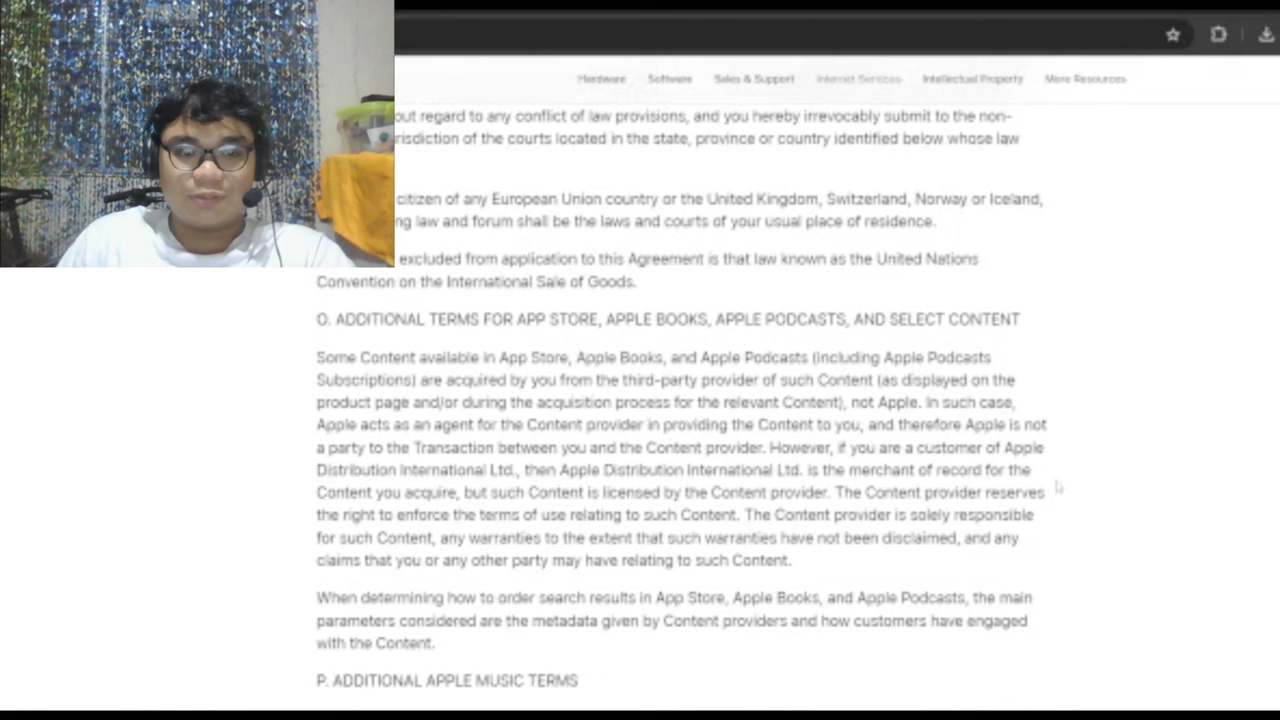 Hardware Software Sales & Support Internet Services Intellectual Property More Resources
out regard to any conflict of law provisions, and you hereby irrevocably submit to the non-
risdiction of the courts located in the state, province or country identified below whose law
citizen of any European Union country or the United Kingdom, Switzerland, Norway or Iceland,
ng law and forum shall be the laws and courts of your usual place of residence.
excluded from application to this Agreement is that law known as the United Nations
Convention on the International Sale of Goods.
O. ADDITIONAL TERMS FOR APP STORE, APPLE BOOKS, APPLE PODCASTS, AND SELECT CONTENT
Some Content available in App Store, Apple Books, and Apple Podcasts (including Apple Podcasts
Subscriptions) are acquired by you from the third-party provider of such Content (as displayed on the
product page and/or during the acquisition process for the relevant Content), not Apple. In such case,
Apple acts as an agent for the Content provider in providing the Content to you, and therefore Apple is not
a party to the Transaction between you and the Content provider. However, if you are a customer of Apple
Distribution International Ltd., then Apple Distribution International Ltd. is the merchant of record for the
Content you acquire, but such Content is licensed by the Content provider. The Content provider reserves
the right to enforce the terms of use relating to such Content. The Content provider is solely responsible
for such Content, any warranties to the extent that such warranties have not been disclaimed, and any
claims that you or any other party may have relating to such Content.
When determining how to order search results in App Store, Apple Books, and Apple Podcasts, the main
parameters considered are the metadata given by Content providers and how customers have engaged
with the Content.
P. ADDITIONAL APPLE MUSIC TERMS